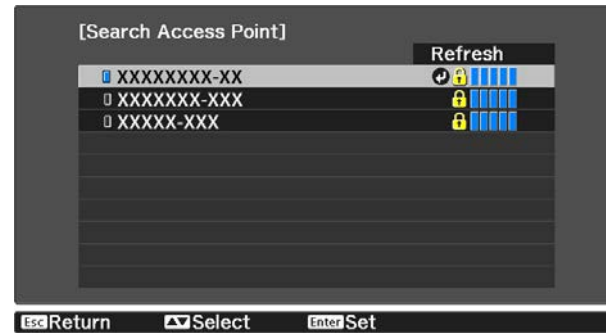 [Search Access Point]
Refresh
XXXXXXXX-XX
XXXXXXX-XXX
XXXXX-XXX
Esc Return Select Enter Set